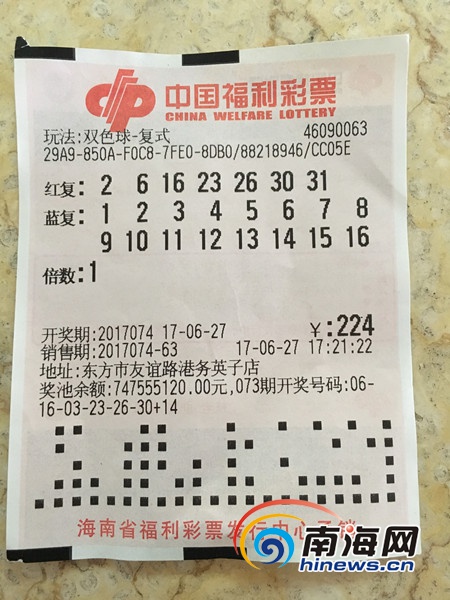 中国福利彩票
CHINA WELFARE LOTTERY
玩法:双色球-复式 46090063
29A9-850A-F0C8-7FE0-8DB0/88218946/CC05E
红复: 2 6 16 23 26 30 31
蓝复: 1 2 3 4 5 6 7 8
9 10 11 12 13 14 15 16
倍数:1
开奖期:2017074 17-06-27 ¥:224
销售期:2017074-63 17-06-27 17:21:22
地址:东方市友谊路港务英子店
奖池余额:747555120.00元,073期开奖号码:06-
16-03-23-26-30+14
海南省福利彩票发行中心承销
南海网
hinews.cn